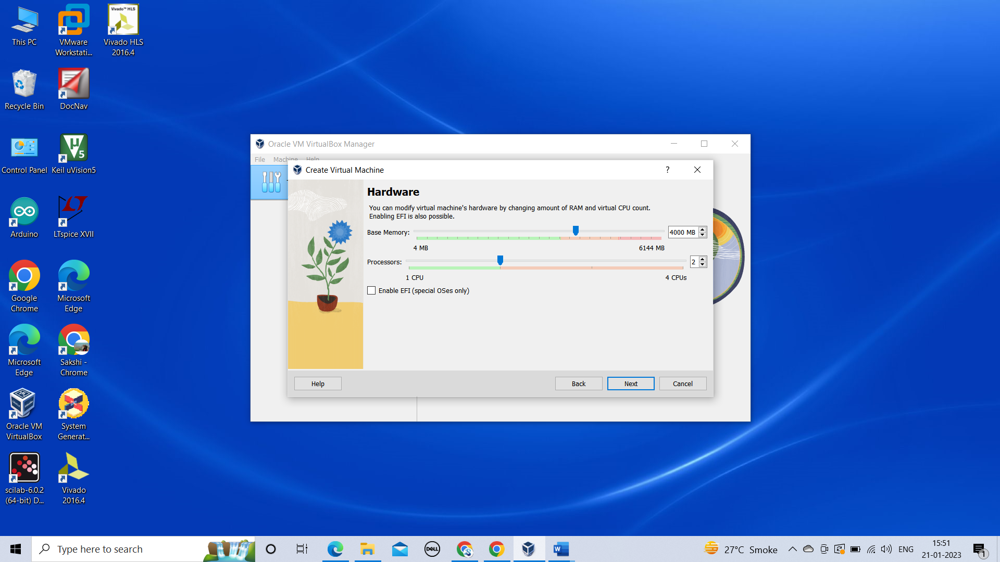 This PC
VMware
Workstati...
Vivado™ HLS
Vivado HLS
2016.4
Recycle Bin
DocNav
Control Panel
µ
5
Keil uVision5
Arduino
LTspice XVII
Google
Chrome
Microsoft
Edge
Microsoft
Edge
Sakshi -
Chrome
Oracle VM
VirtualBox
System
Generat...
scilab-6.0.2
(64-bit) D...
Vivado
2016.4
Oracle VM VirtualBox Manager
File Machine Help
Create Virtual Machine
?
Hardware
You can modify virtual machine's hardware by changing amount of RAM and virtual CPU count.
Enabling EFI is also possible.
Base Memory:
4000 MB
4 MB
6144 MB
Processors:
2
1 CPU
4 CPUs
Enable EFI (special OSes only)
Help
Back
Next
Cancel
Type here to search
DELL
S
W
27°C Smoke
ENG
15:51
21-01-2023
1